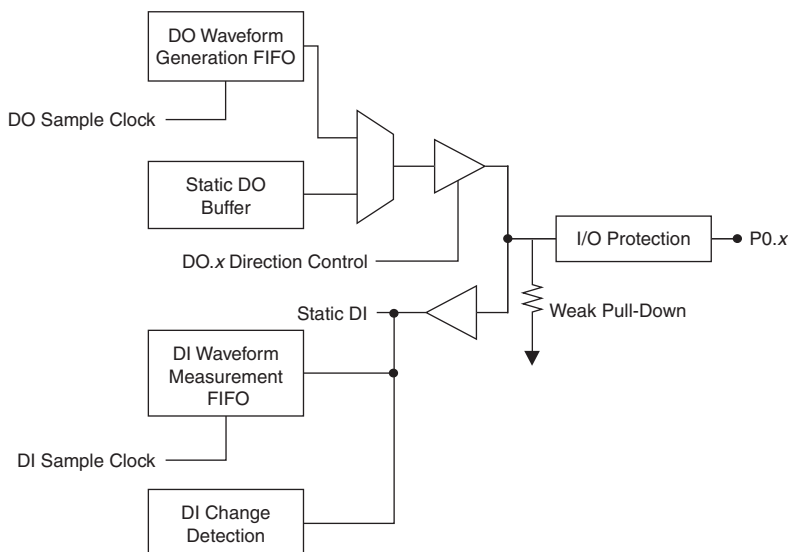 DO Waveform
Generation FIFO
DO Sample Clock
Static DO
Buffer
DO.x Direction Control
I/O Protection
P0.x
Static DI
Weak Pull-Down
DI Waveform
Measurement
FIFO
DI Sample Clock
DI Change
Detection